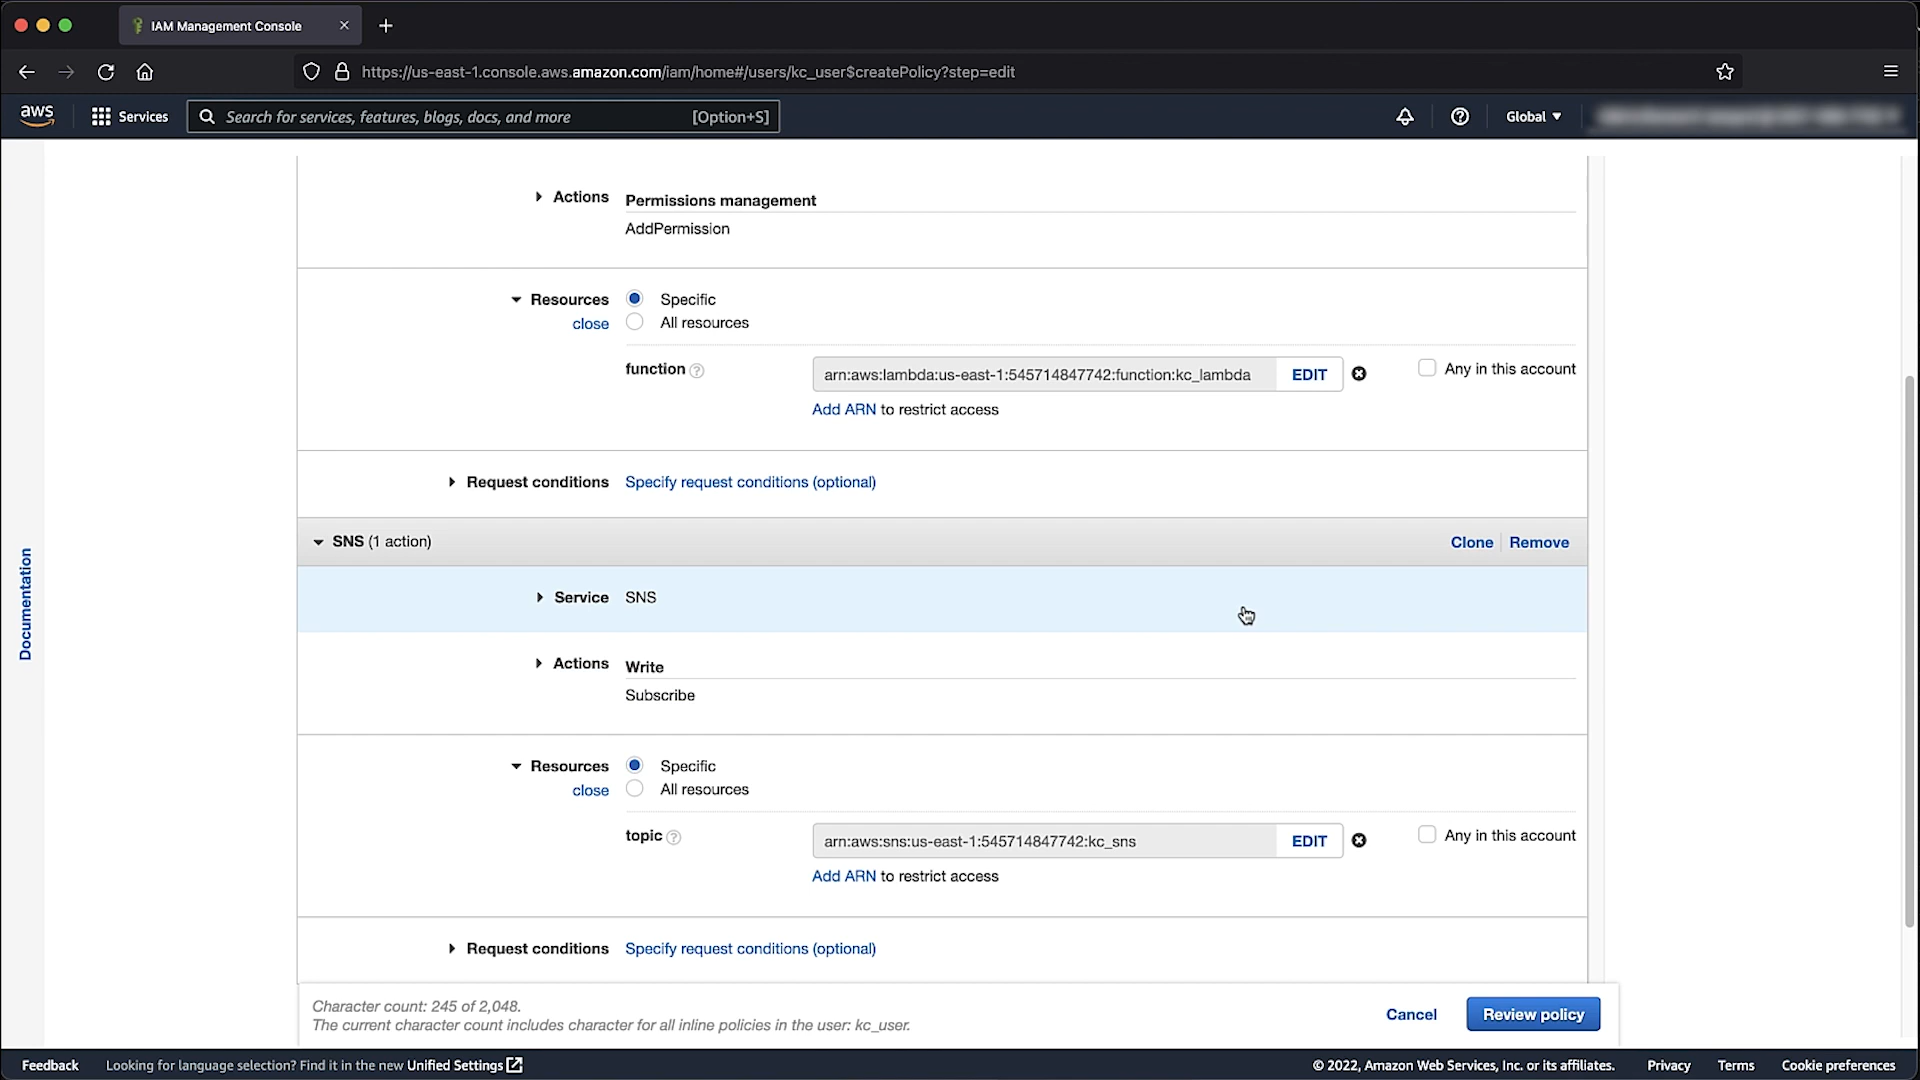 IAM Management Console
https://us-east-1.console.aws.amazon.com/iam/home#/users/kc_user$createPolicy?step=edit
aws
Services
Search for services, features, blogs, docs, and more [Option+S]
Global
Actions Permissions management
AddPermission
Resources Specific
close All resources
function arn:aws:lambda:us-east-1:545714847742:function:kc_lambda EDIT Any in this account
Add ARN to restrict access
Request conditions Specify request conditions (optional)
SNS (1 action) Clone Remove
Service SNS
Documentation
Actions Write
Subscribe
Resources Specific
close All resources
topic arn:aws:sns:us-east-1:545714847742:kc_sns EDIT Any in this account
Add ARN to restrict access
Request conditions Specify request conditions (optional)
Character count: 245 of 2,048.
The current character count includes character for all inline policies in the user: kc_user.
Cancel Review policy
Feedback Looking for language selection? Find it in the new Unified Settings © 2022, Amazon Web Services, Inc. or its affiliates. Privacy Terms Cookie preferences